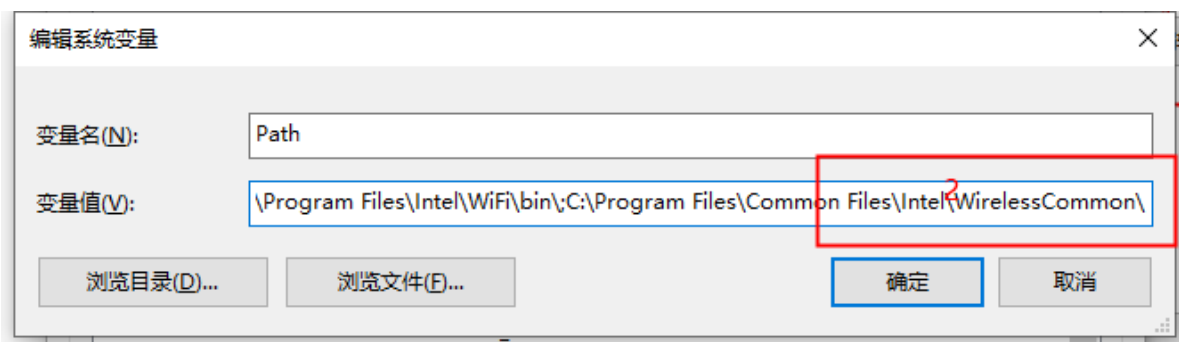 编辑系统变量
变量名(N):
Path
变量值(V):
\Program Files\Intel\WiFi\bin\;C:\Program Files\Common Files\Intel\WirelessCommon\
2
浏览目录(D)...
浏览文件(F)...
确定
取消